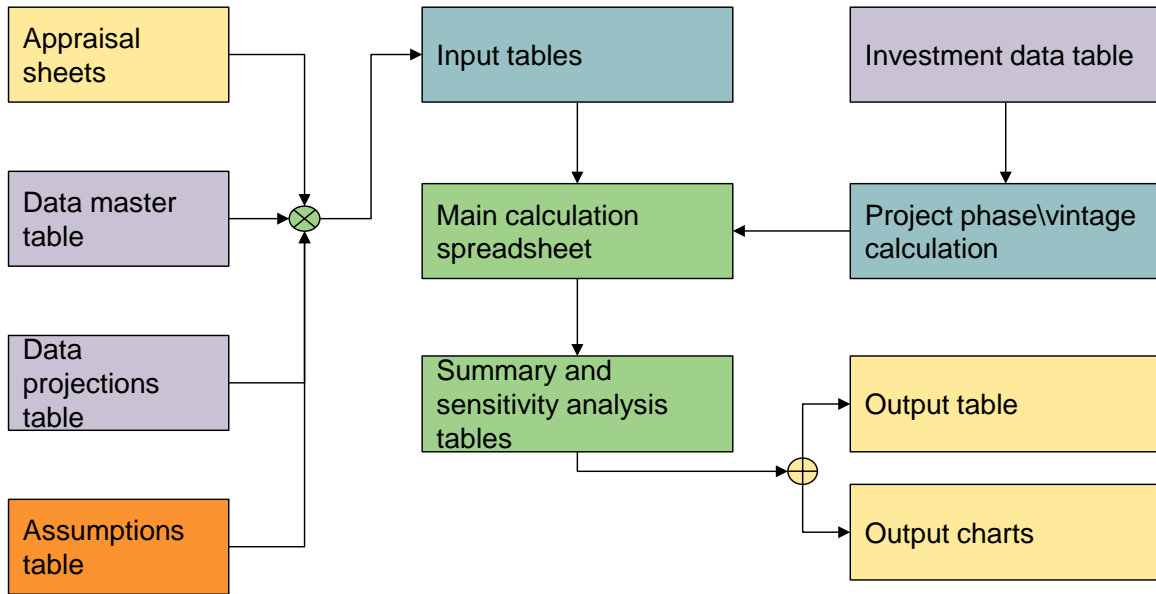 Appraisal
sheets
Input tables
Investment data table
Data master
table
Main calculation
spreadsheet
Project phase\vintage
calculation
Data
projections
table
Summary and
sensitivity analysis
tables
Output table
Assumptions
table
Output charts